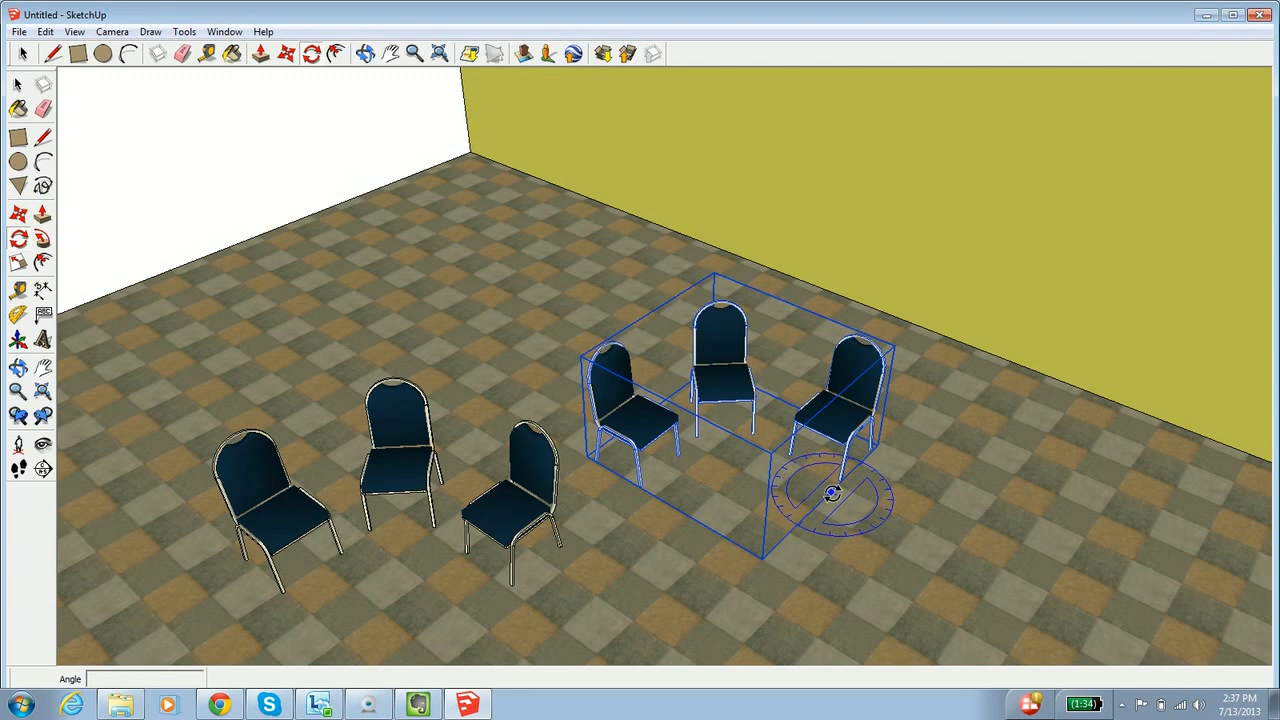 Untitled - SketchUp
File Edit View Camera Draw Tools Window Help
ABC
Angle
(1:34)
2:37 PM
7/13/2013